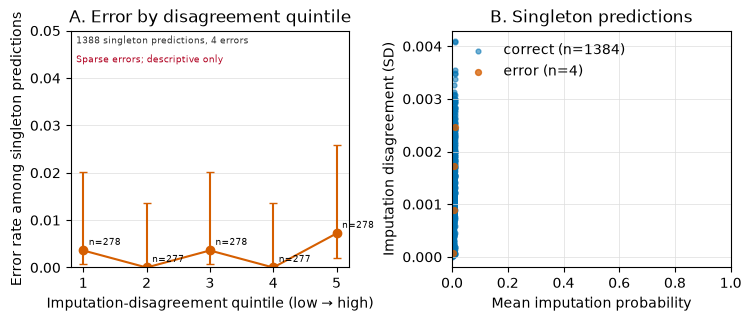 A. Error by disagreement quintile
1388 singleton predictions, 4 errors
Sparse errors; descriptive only
Error rate among singleton predictions
0.05
0.04
0.03
0.02
0.01
0.00
n=278
n=277
n=278
n=277
n=278
1 2 3 4 5
Imputation-disagreement quintile (low → high)
B. Singleton predictions
correct (n=1384)
error (n=4)
Imputation disagreement (SD)
0.004
0.003
0.002
0.001
0.000
0.0 0.2 0.4 0.6 0.8 1.0
Mean imputation probability